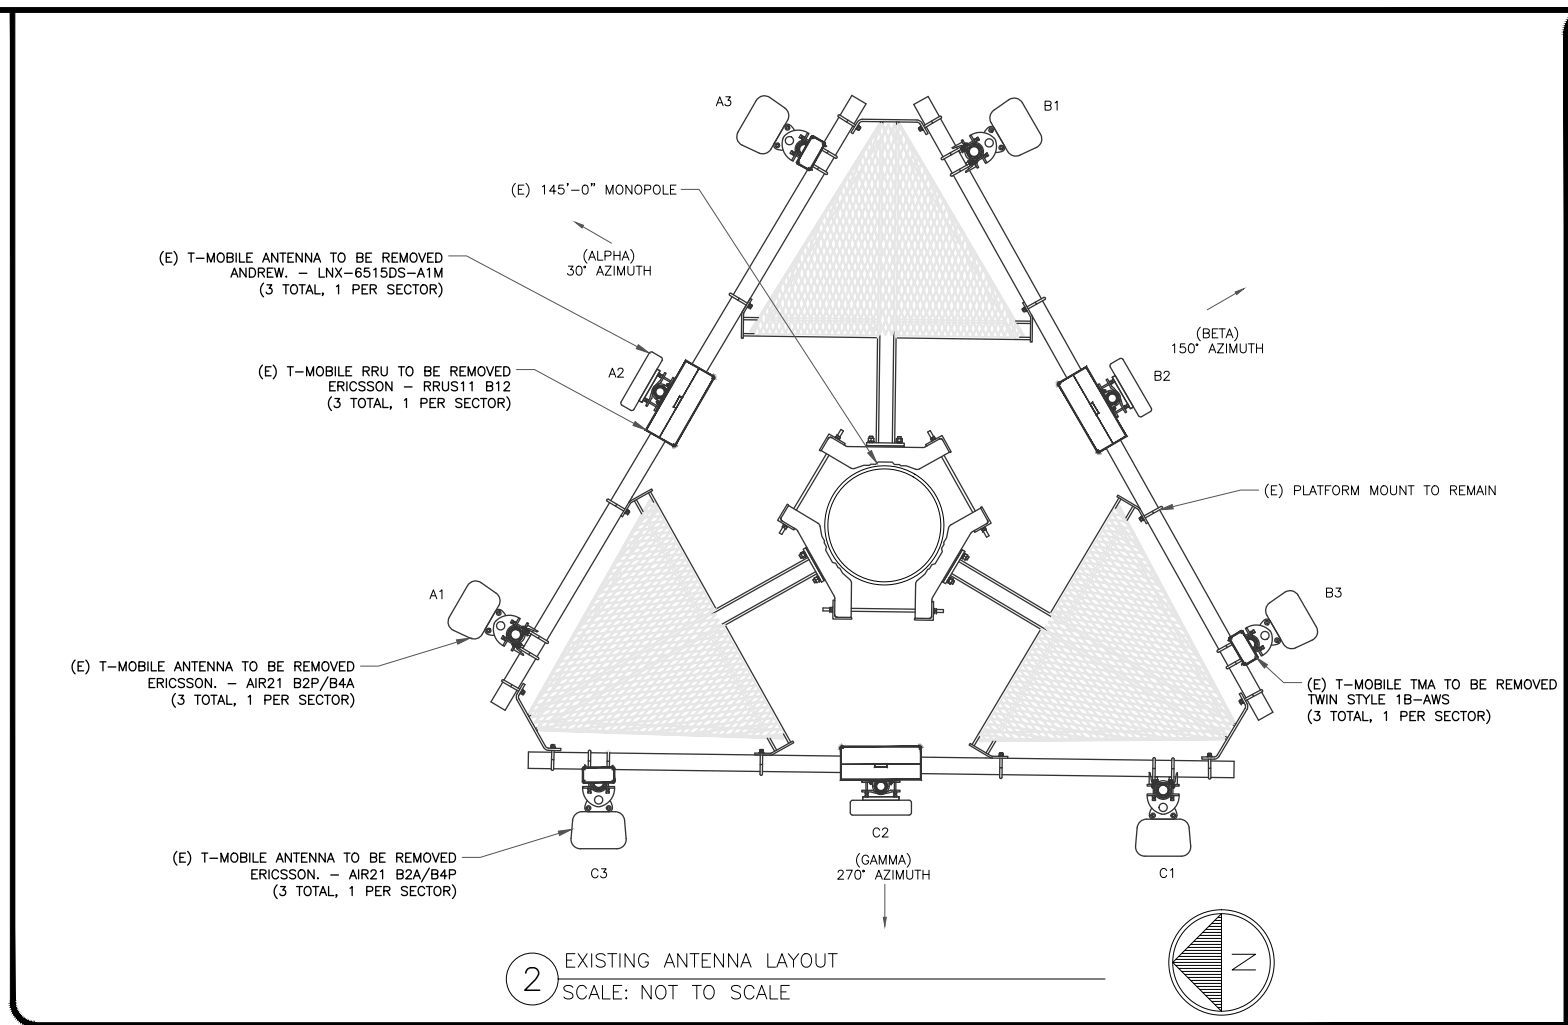 A3
B1
(E) 145'-0" MONOPOLE
(ALPHA)
30° AZIMUTH
(E) T-MOBILE ANTENNA TO BE REMOVED
ANDREW. - LNX-6515DS-A1M
(3 TOTAL, 1 PER SECTOR)
(BETA)
150° AZIMUTH
(E) T-MOBILE RRU TO BE REMOVED
ERICSSON - RRUS11 B12
(3 TOTAL, 1 PER SECTOR)
A2
B2
(E) PLATFORM MOUNT TO REMAIN
A1
B3
(E) T-MOBILE ANTENNA TO BE REMOVED
ERICSSON. - AIR21 B2P/B4A
(3 TOTAL, 1 PER SECTOR)
(E) T-MOBILE TMA TO BE REMOVED
TWIN STYLE 1B-AWS
(3 TOTAL, 1 PER SECTOR)
C2
(E) T-MOBILE ANTENNA TO BE REMOVED
ERICSSON. - AIR21 B2A/B4P
(3 TOTAL, 1 PER SECTOR)
C3
(GAMMA)
270° AZIMUTH
C1
2
EXISTING ANTENNA LAYOUT
SCALE: NOT TO SCALE
N